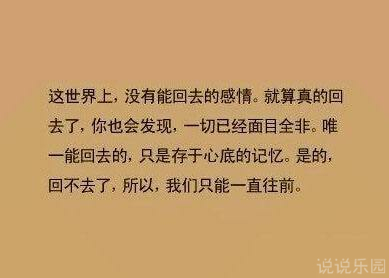 这世界上，没有能回去的感情。就算真的回
去了，你也会发现，一切已经面目全非。唯
一能回去的，只是存于心底的记忆。是的，
回不去了，所以，我们只能一直往前。
说说乐园